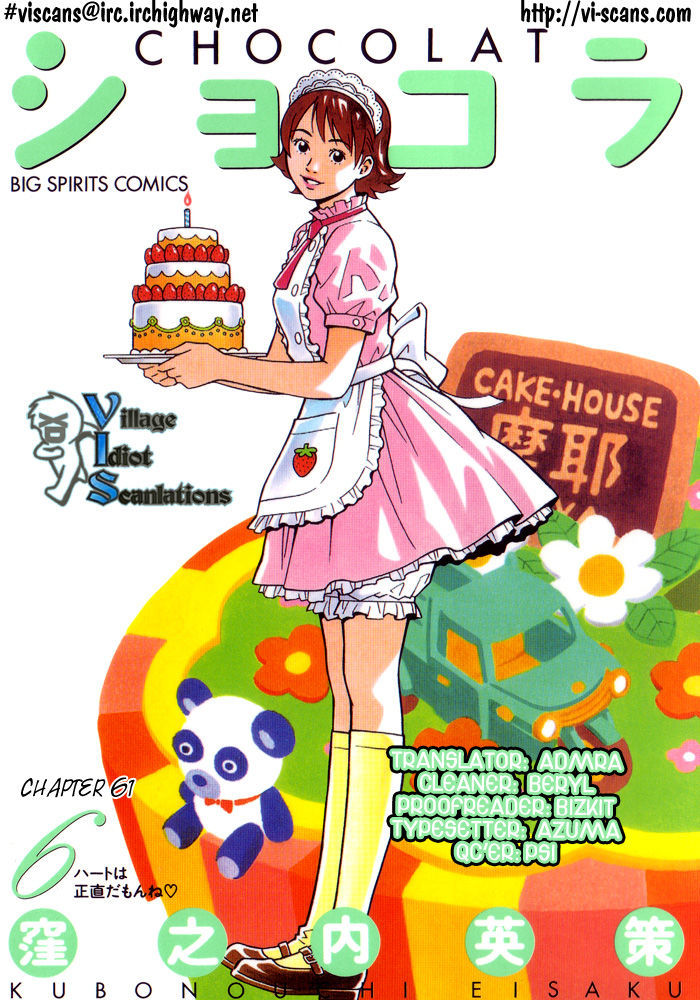 #viscans@irc.irchighway.net
http://vi-scans.com
CHOCOLAT
ショコラ
BIG SPIRITS COMICS
CAKE·HOUSE
摩耶
Village
Idiot
Scanlations
TRANSLATOR: ADMRA
CLEANER: BERYL
PROOFREADER: BIZKIT
TYPESETTER: AZUMA
QC'ER: PSI
CHAPTER 61
6
ハートは
正直だもんね♡
窪之内英策
KUBONOUCHI EISAKU